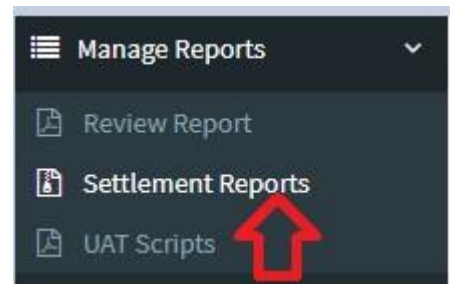 Manage Reports
Review Report
Settlement Reports
UAT Scripts